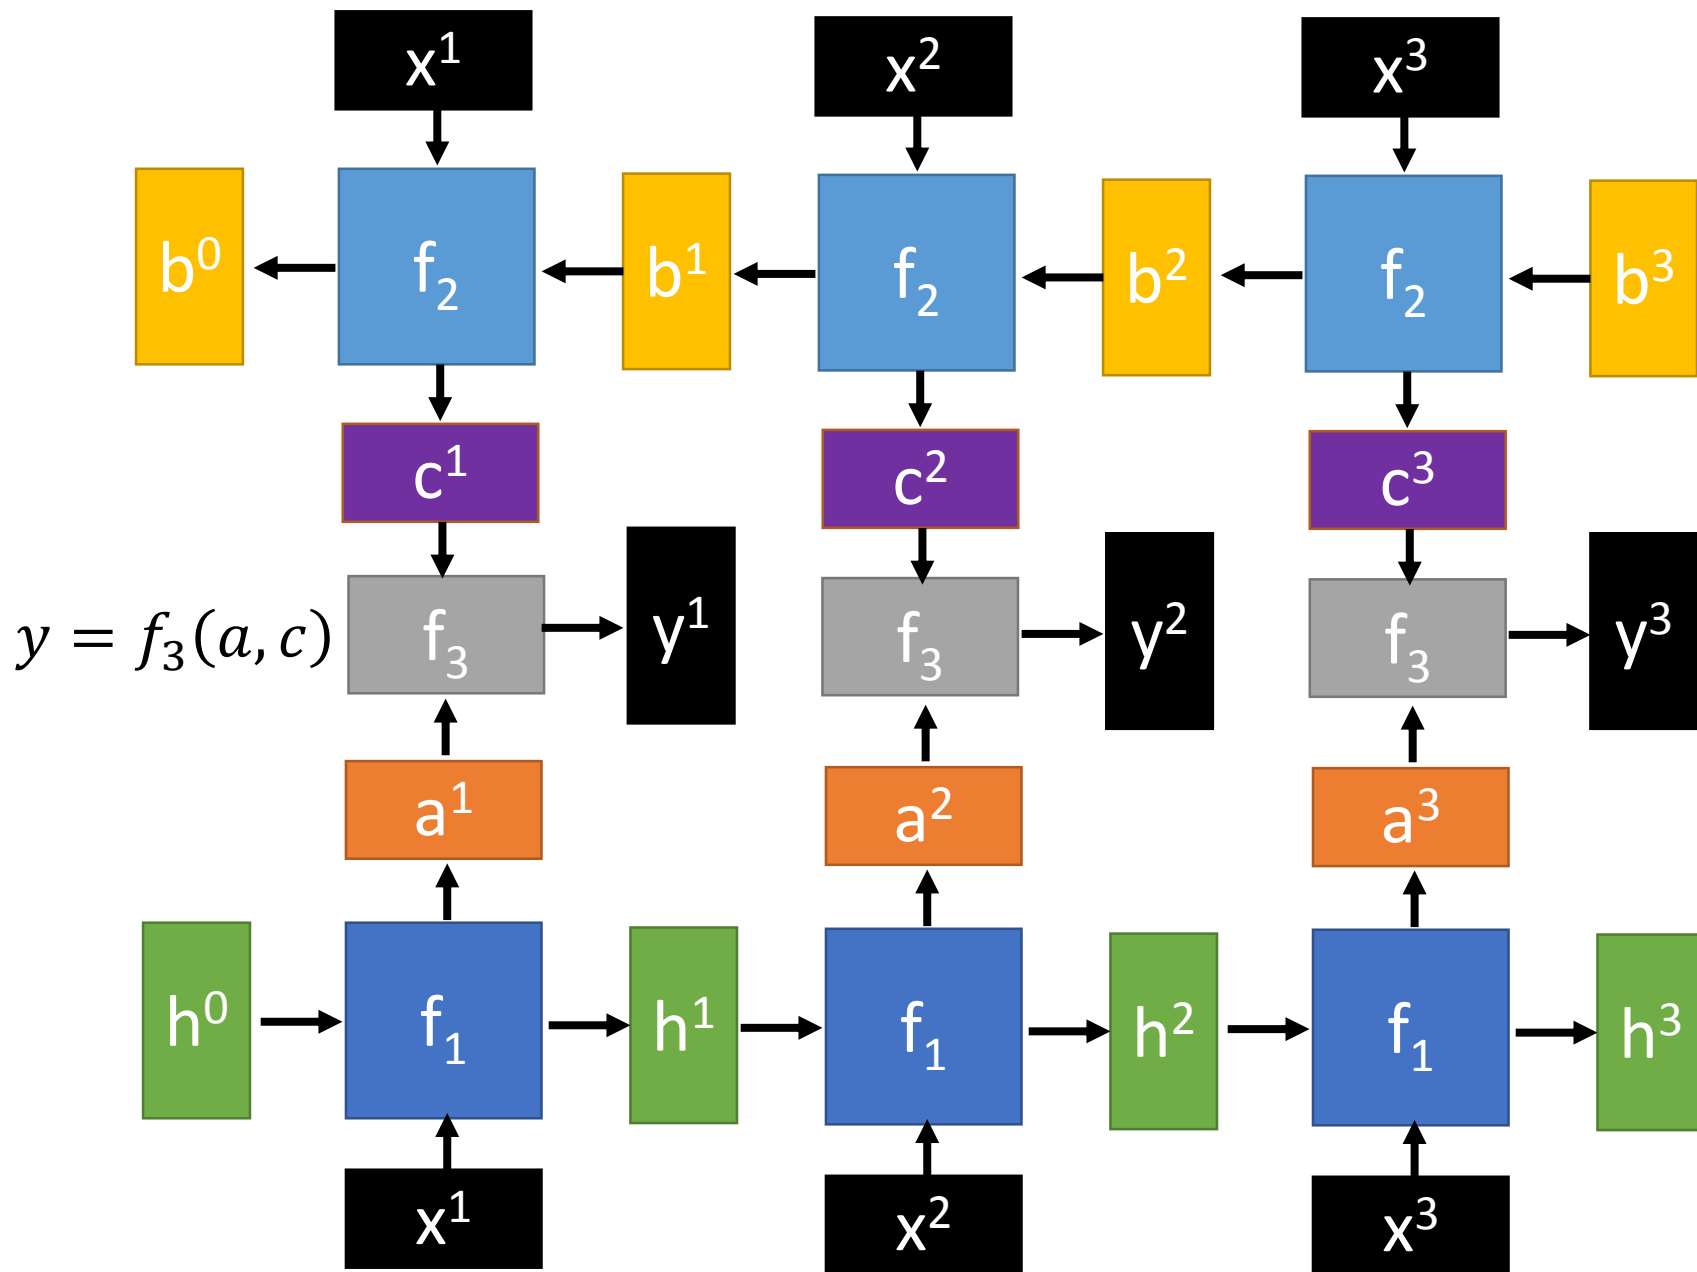 x¹ x² x³
b⁰ f₂ b¹ f₂ b² f₂ b³
c¹ c² c³
y = f₃(a, c) f₃ y¹ f₃ y² f₃ y³
a¹ a² a³
h⁰ f₁ h¹ f₁ h² f₁ h³
x¹ x² x³